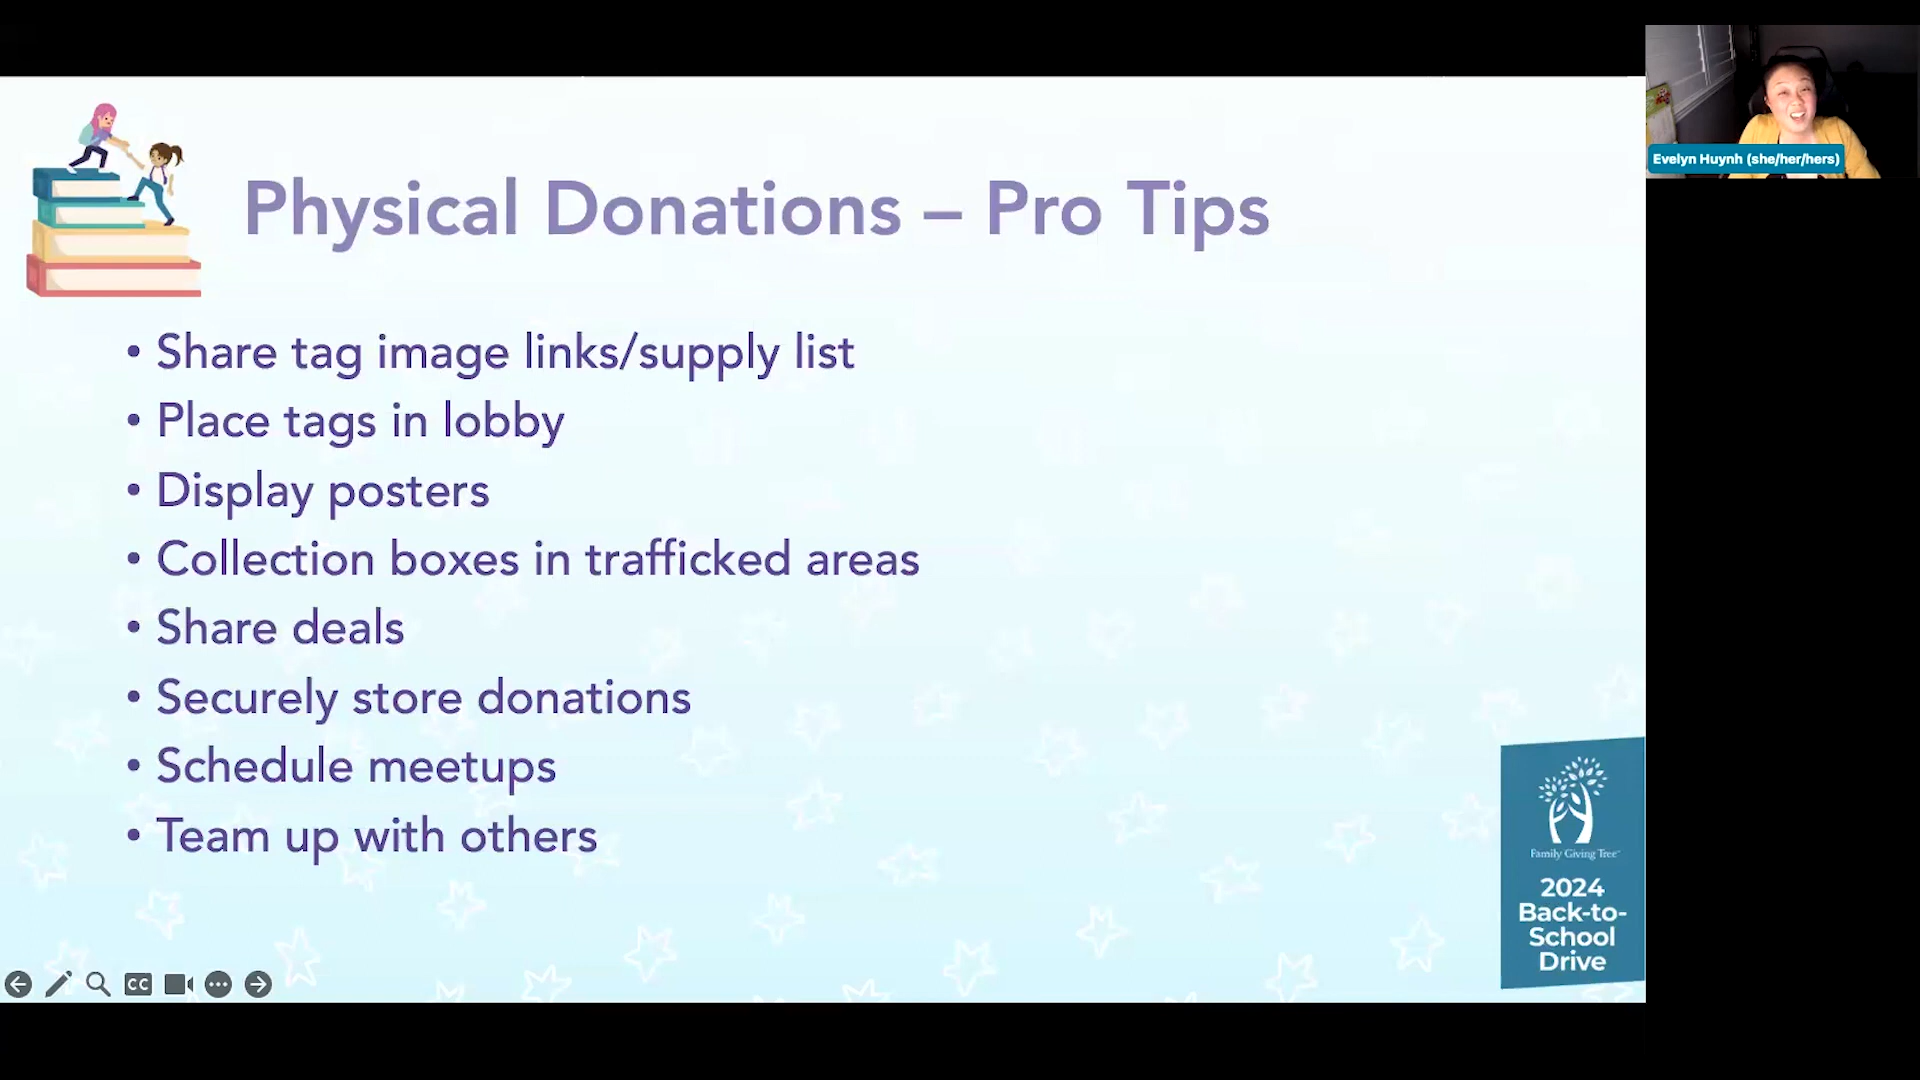 Evelyn Huynh (she/her/hers)
Physical Donations – Pro Tips
• Share tag image links/supply list
• Place tags in lobby
• Display posters
• Collection boxes in trafficked areas
• Share deals
• Securely store donations
• Schedule meetups
• Team up with others
Family Giving Tree
2024
Back-to-
School
Drive
CC